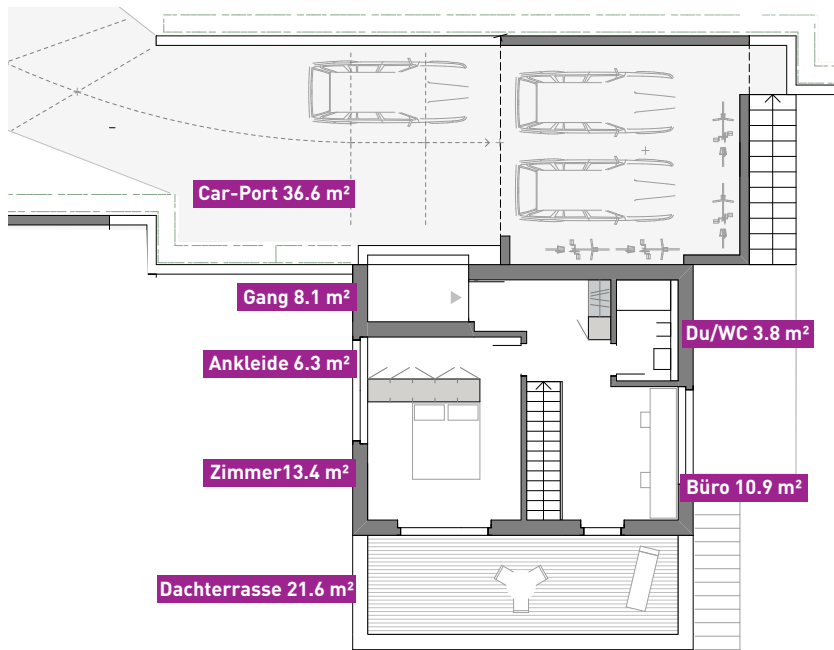 Car-Port 36.6 m²
Gang 8.1 m²
Du/WC 3.8 m²
Ankleide 6.3 m²
Zimmer13.4 m²
Büro 10.9 m²
Dachterrasse 21.6 m²